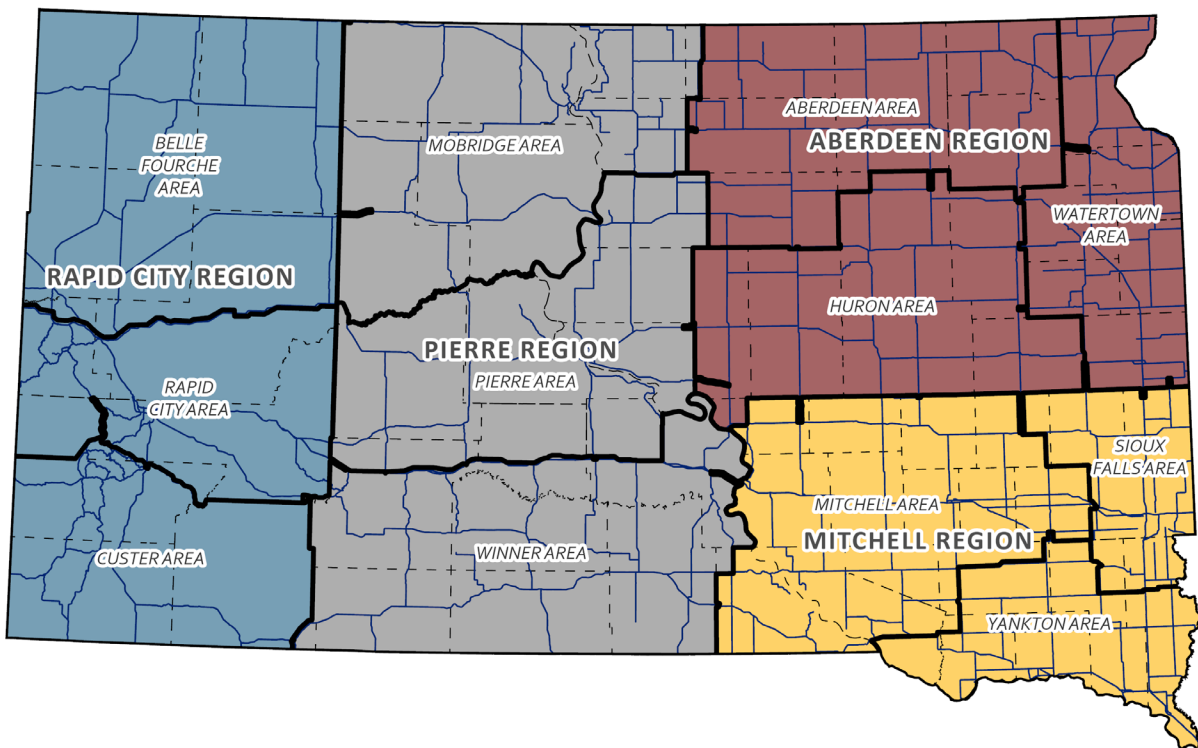 BELLE
FOURCHE
AREA
RAPID CITY REGION
RAPID
CITY AREA
CUSTER AREA
MOBRIDGE AREA
PIERRE REGION
PIERRE AREA
WINNER AREA
ABERDEEN AREA
ABERDEEN REGION
WATERTOWN
AREA
HURON AREA
SIOUX
FALLS AREA
MITCHELL AREA
MITCHELL REGION
YANKTON AREA